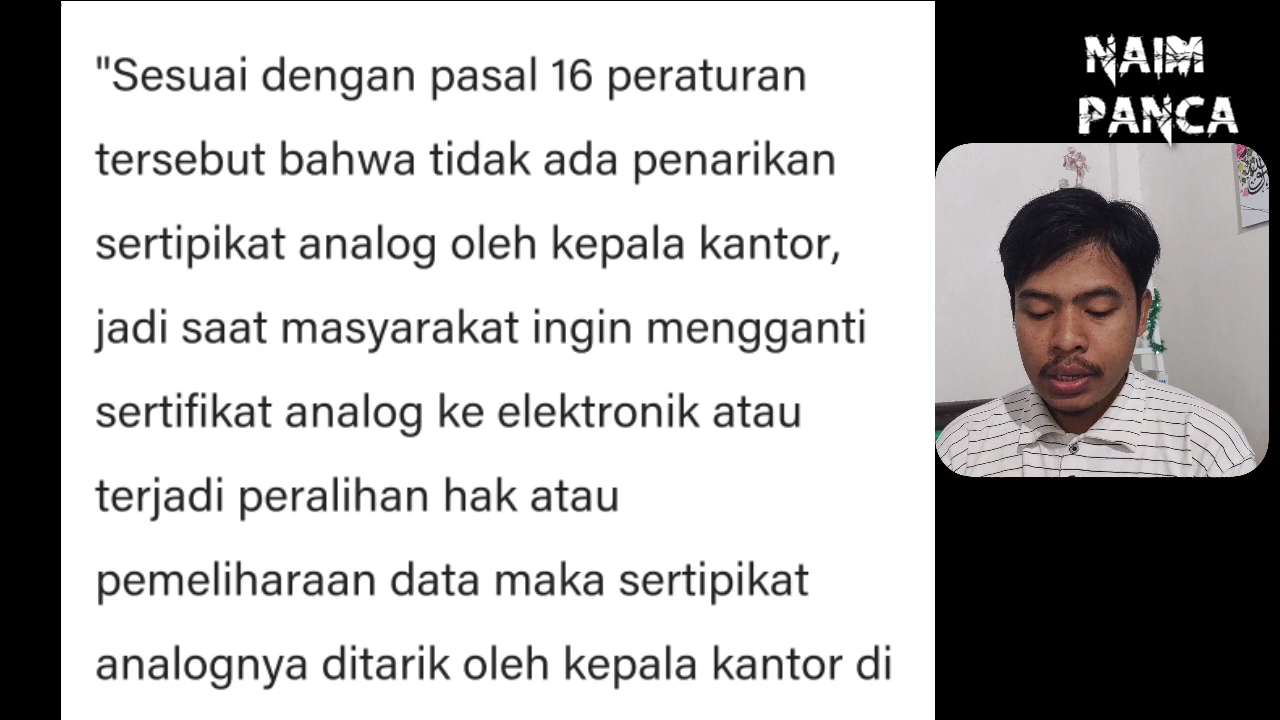 "Sesuai dengan pasal 16 peraturan
tersebut bahwa tidak ada penarikan
sertipikat analog oleh kepala kantor,
jadi saat masyarakat ingin mengganti
sertifikat analog ke elektronik atau
terjadi peralihan hak atau
pemeliharaan data maka sertipikat
analognya ditarik oleh kepala kantor di
NAIM
PANCA